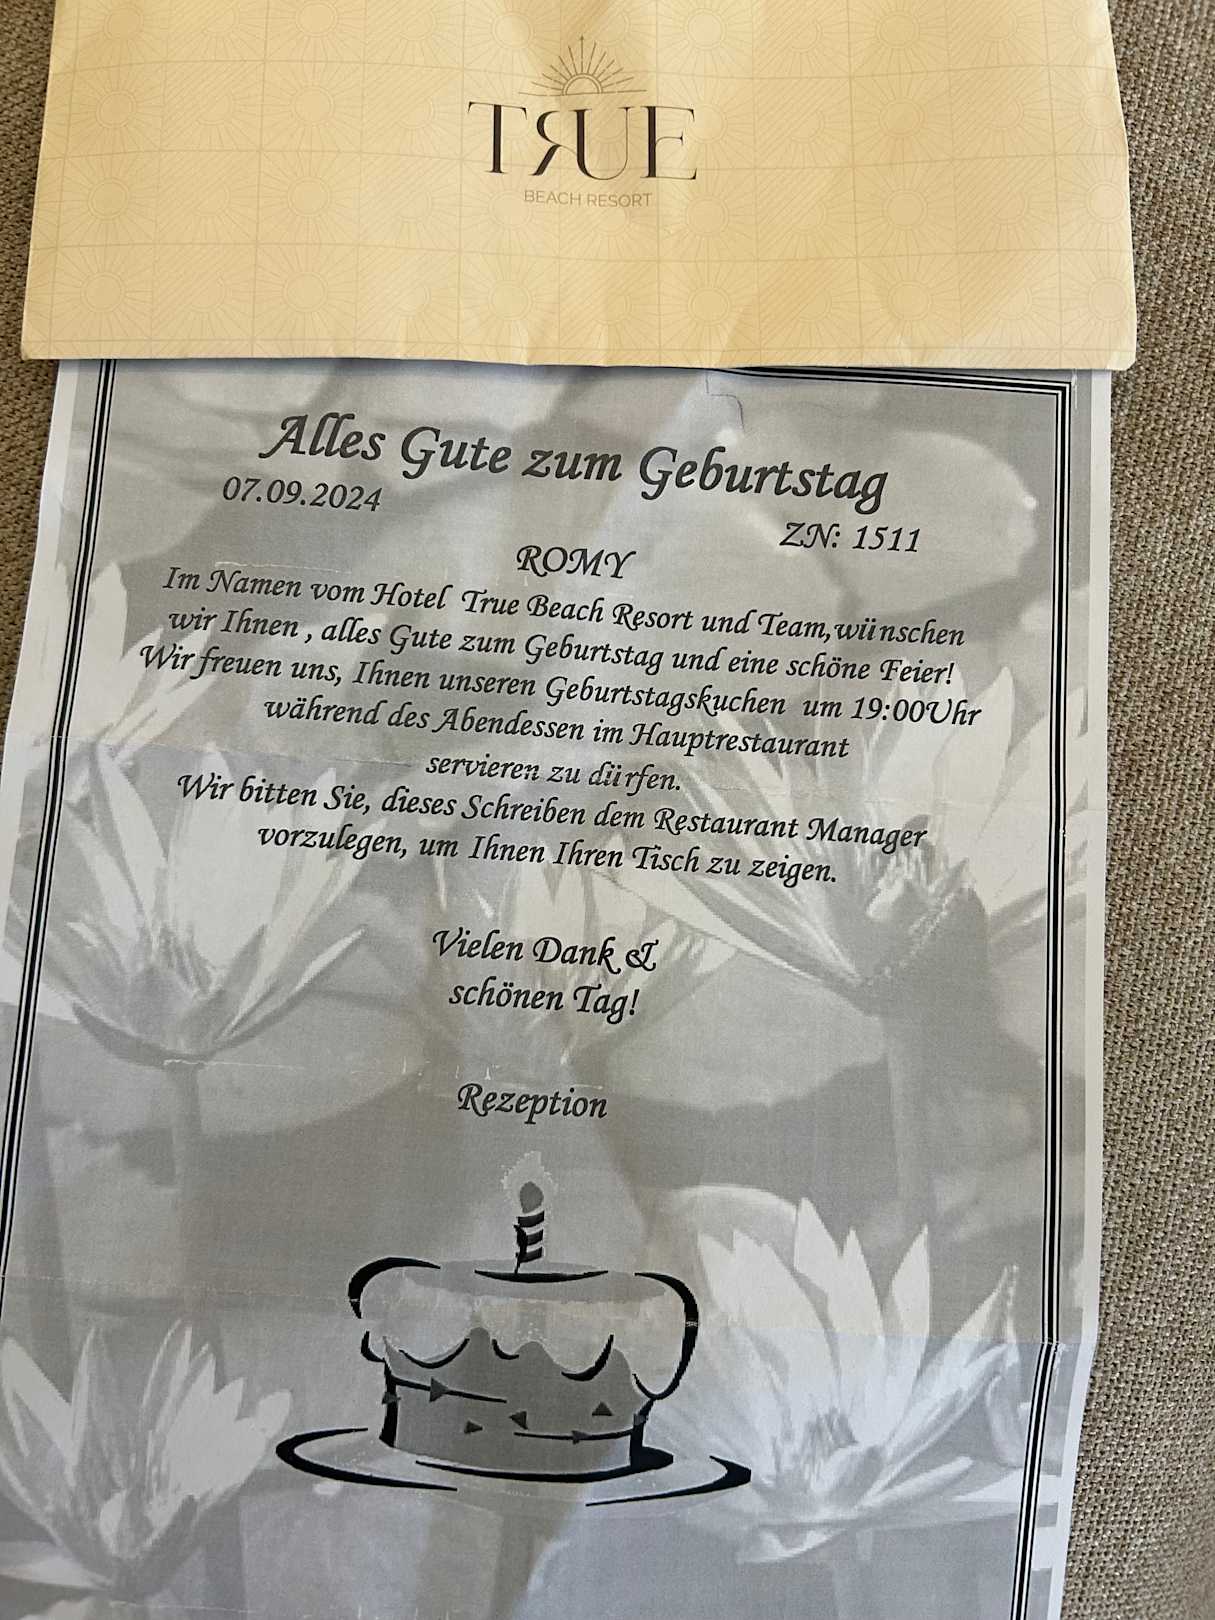 TRUE
BEACH RESORT
Alles Gute zum Geburtstag
07.09.2024
ZN: 1511
ROMY
Im Namen vom Hotel True Beach Resort und Team,wünschen
wir Ihnen , alles Gute zum Geburtstag und eine schöne Feier!
Wir freuen uns, Ihnen unseren Geburtstagskuchen um 19:00Uhr
während des Abendessen im Hauptrestaurant
servieren zu dürfen.
Wir bitten Sie, dieses Schreiben dem Restaurant Manager
vorzulegen, um Ihnen Ihren Tisch zu zeigen.
Vielen Dank &
schönen Tag!
Rezeption